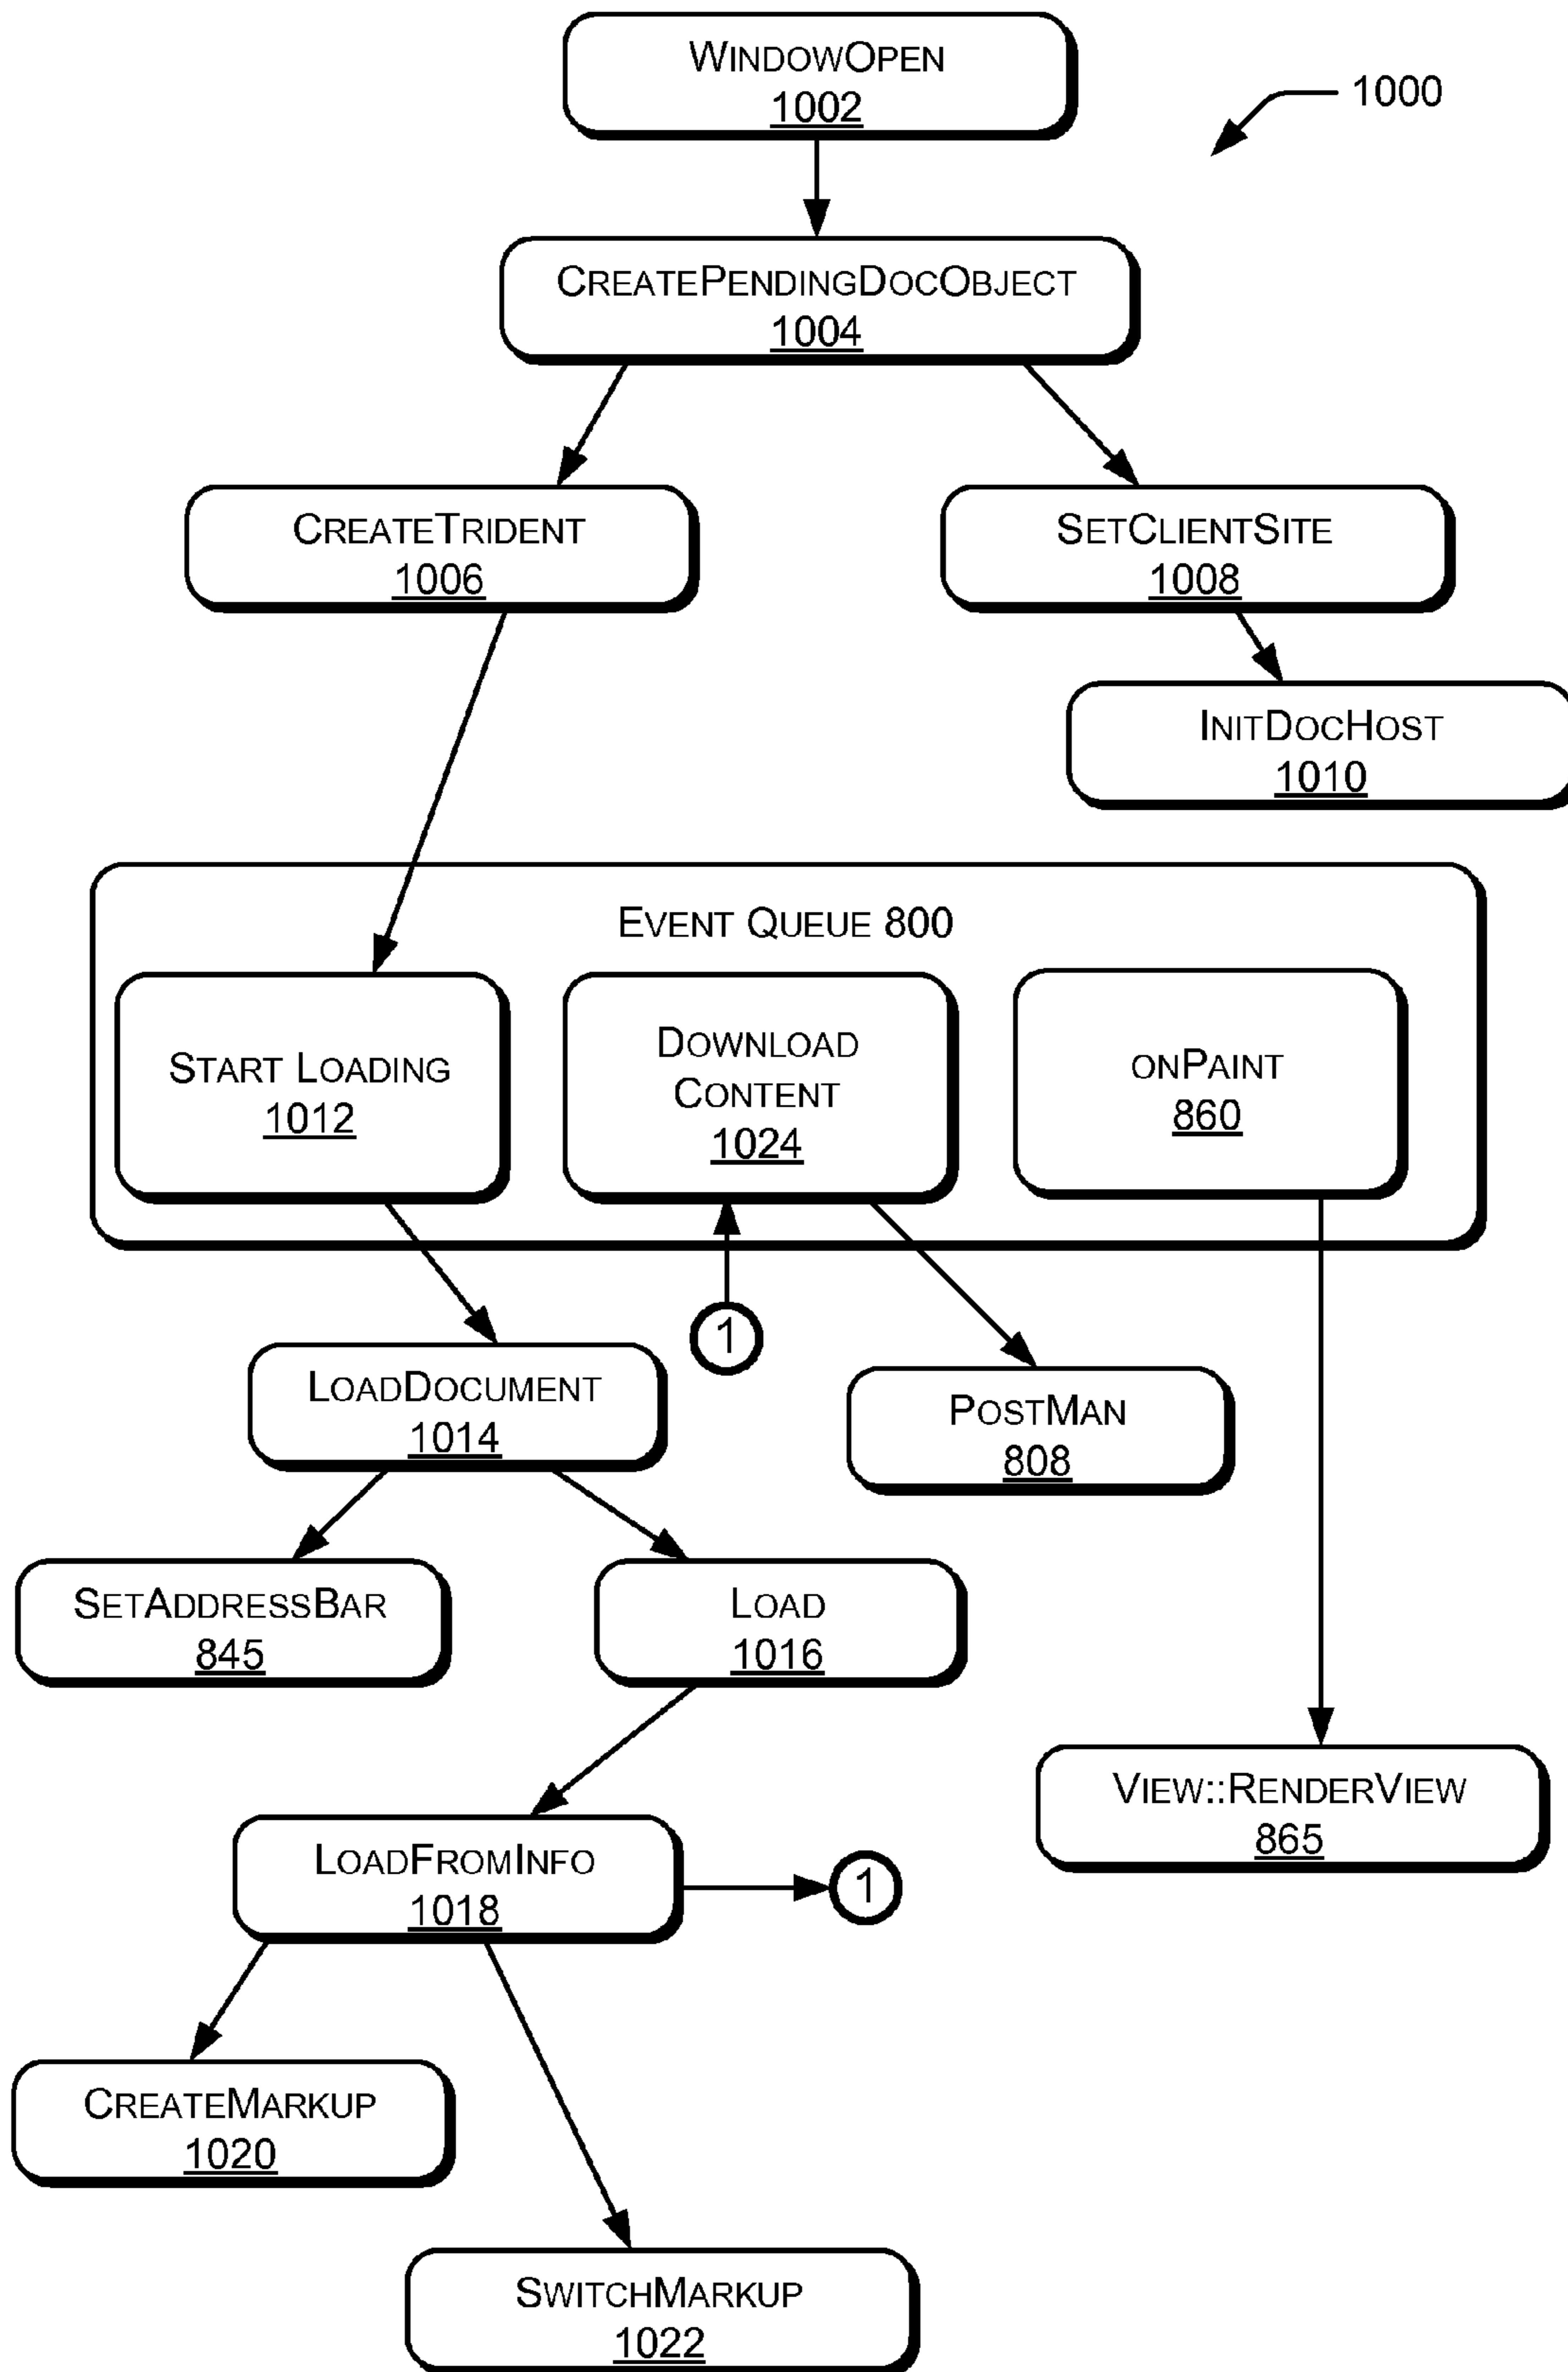 WINDOWOPEN
1002
1000
CREATEPENDINGDOCOBJECT
1004
CREATETRIDENT
1006
SETCLIENTSITE
1008
INITDOCHOST
1010
EVENT QUEUE 800
START LOADING
1012
DOWNLOAD
CONTENT
1024
ONPAINT
860
1
LOADDOCUMENT
1014
POSTMAN
808
SETADDRESSBAR
845
LOAD
1016
VIEW::RENDERVIEW
865
LOADFROMINFO
1018
1
CREATEMARKUP
1020
SWITCHMARKUP
1022